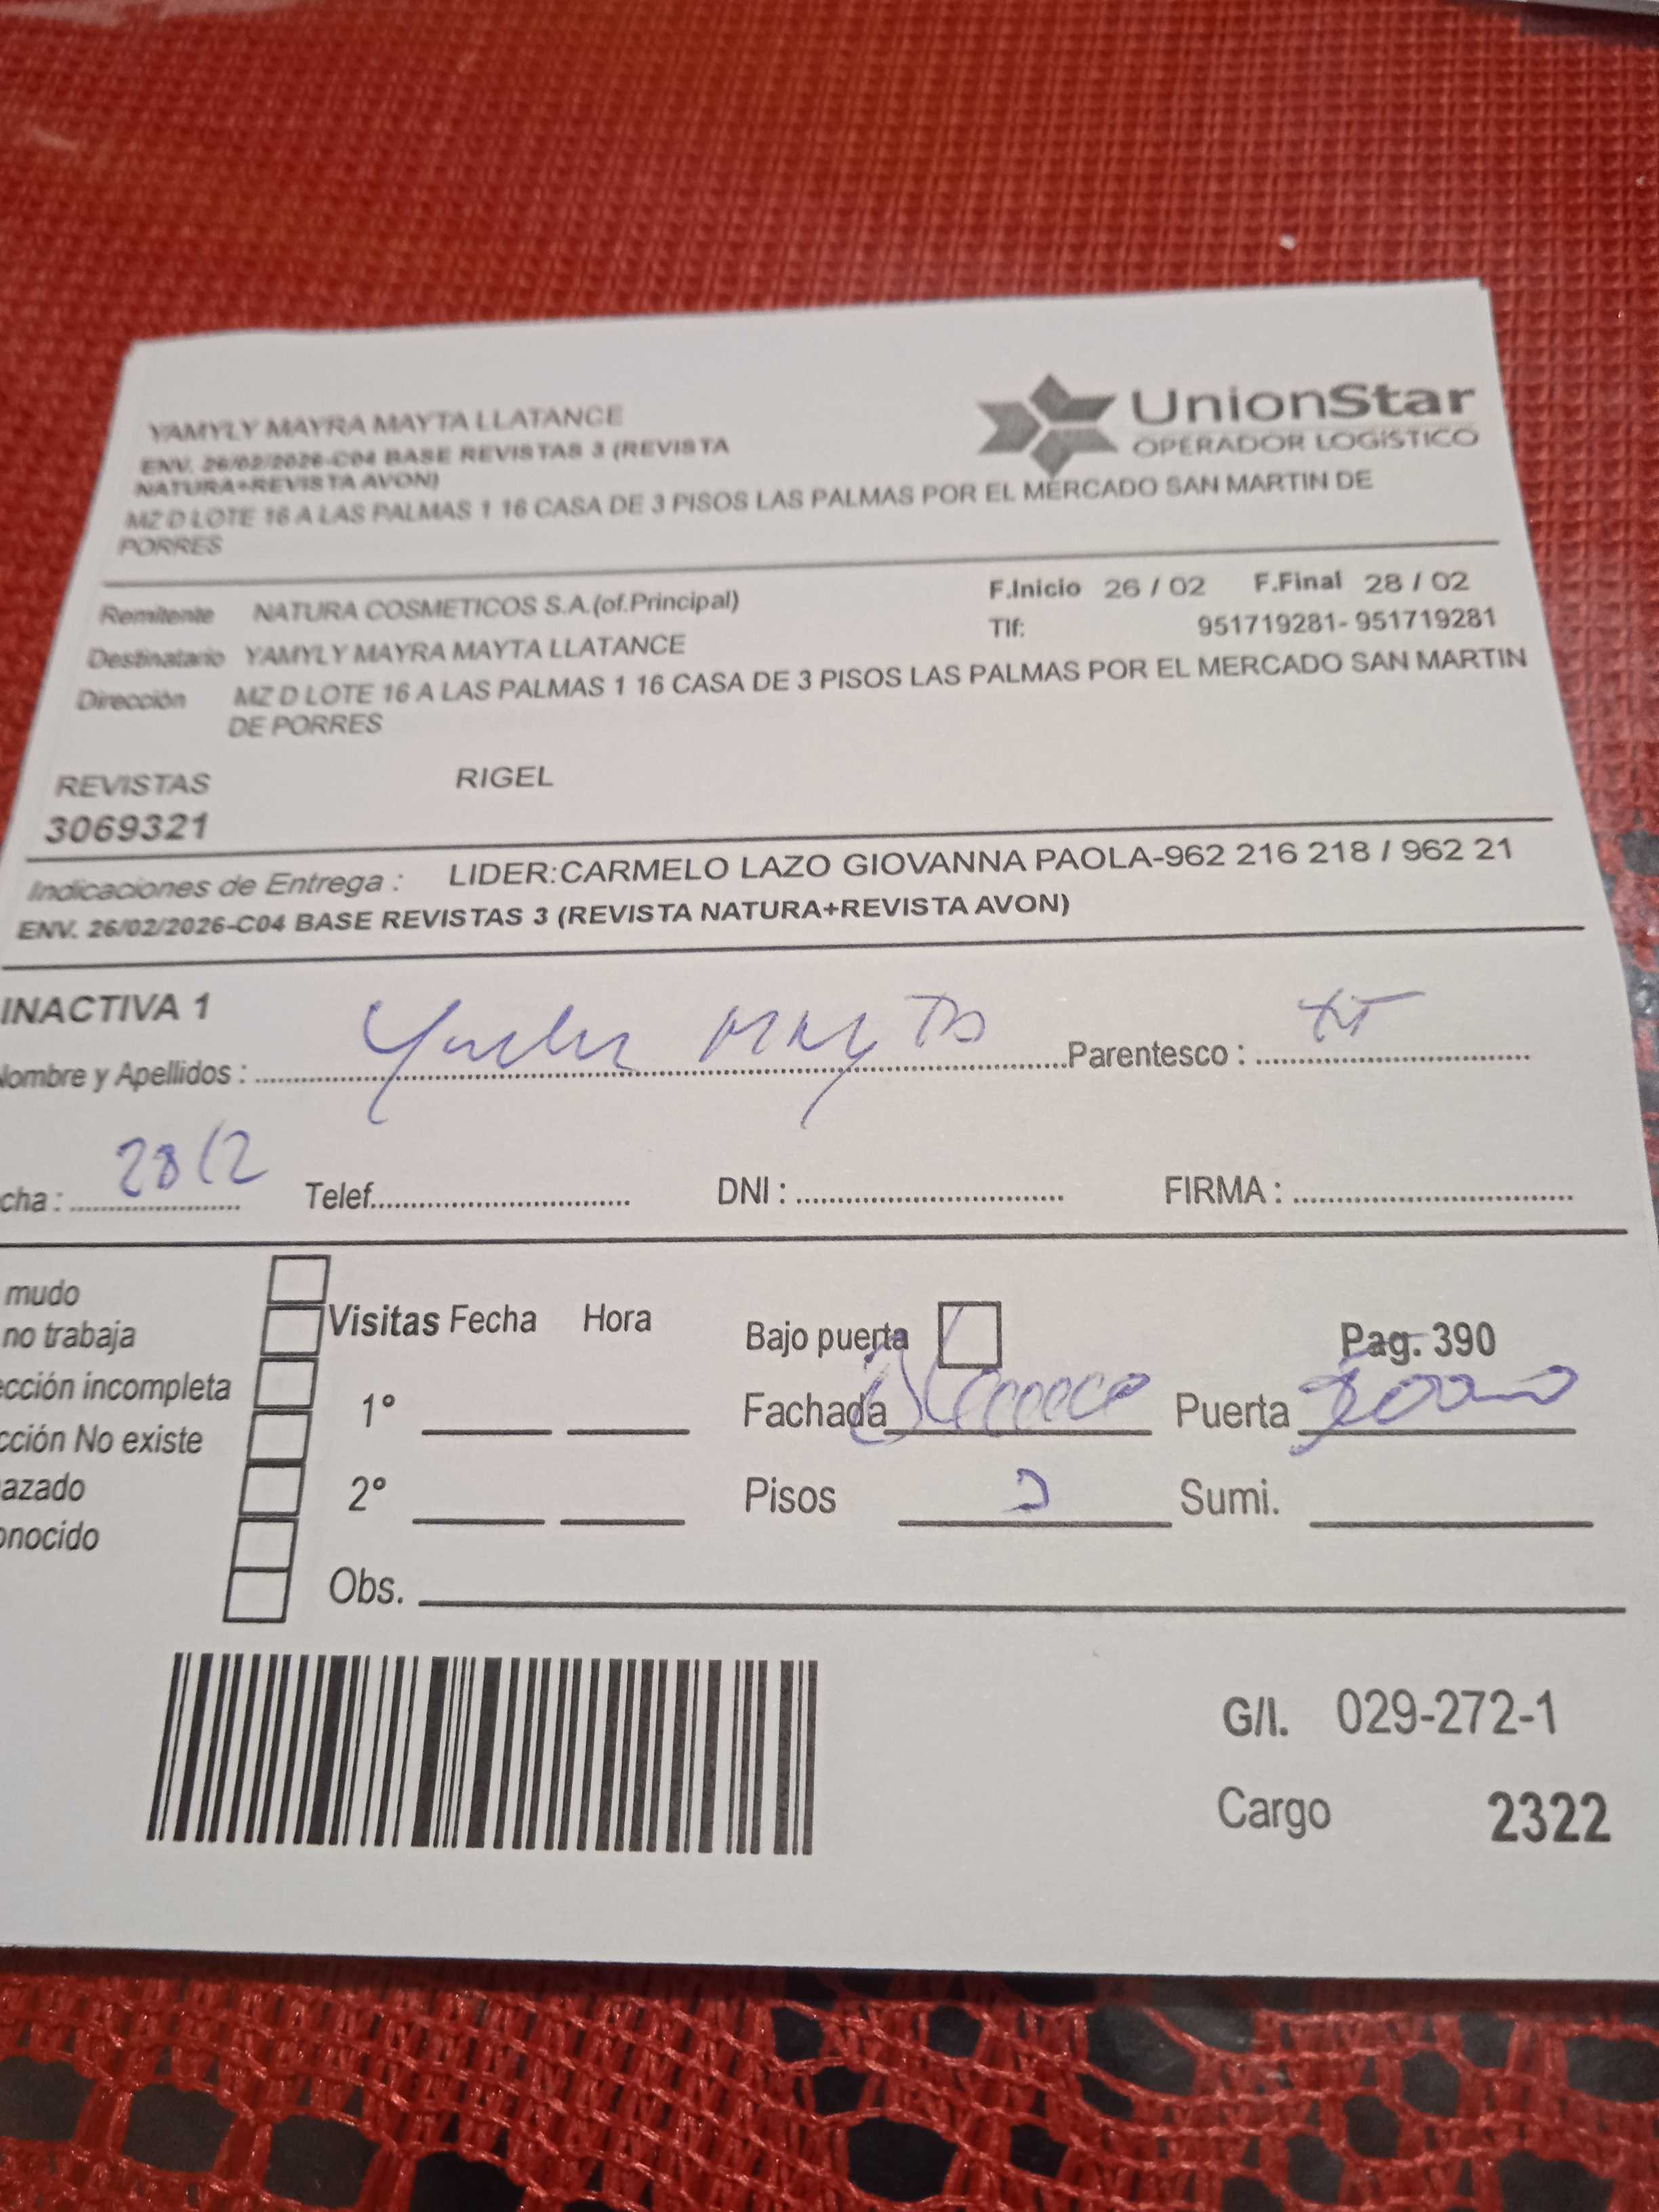 YAMYLY MAYRA MAYTA LLATANCE
ENV. 26/02/2026-C04 BASE REVISTAS 3 (REVISTA
NATURA+REVISTA AVON)
MZ D LOTE 16 A LAS PALMAS 1 16 CASA DE 3 PISOS LAS PALMAS POR EL MERCADO SAN MARTIN DE
PORRES
UnionStar
OPERADOR LOGÍSTICO
Remitente NATURA COSMETICOS S.A.(of.Principal)
F.Inicio 26 / 02 F.Final 28 / 02
Tlf: 951719281- 951719281
Destinatario YAMYLY MAYRA MAYTA LLATANCE
Dirección MZ D LOTE 16 A LAS PALMAS 1 16 CASA DE 3 PISOS LAS PALMAS POR EL MERCADO SAN MARTIN
DE PORRES
REVISTAS RIGEL
3069321
Indicaciones de Entrega : LIDER:CARMELO LAZO GIOVANNA PAOLA-962 216 218 / 962 21
ENV. 26/02/2026-C04 BASE REVISTAS 3 (REVISTA NATURA+REVISTA AVON)
INACTIVA 1
Nombre y Apellidos : Mayta Parentesco :
cha : 28/2 Telef. DNI : FIRMA :
mudo
no trabaja
ección incompleta
cción No existe
azado
onocido
Visitas Fecha Hora
1°
2°
Obs.
Bajo puerta Pag. 390
Fachada Puerta
Pisos Sumi.
G/I. 029-272-1
Cargo 2322